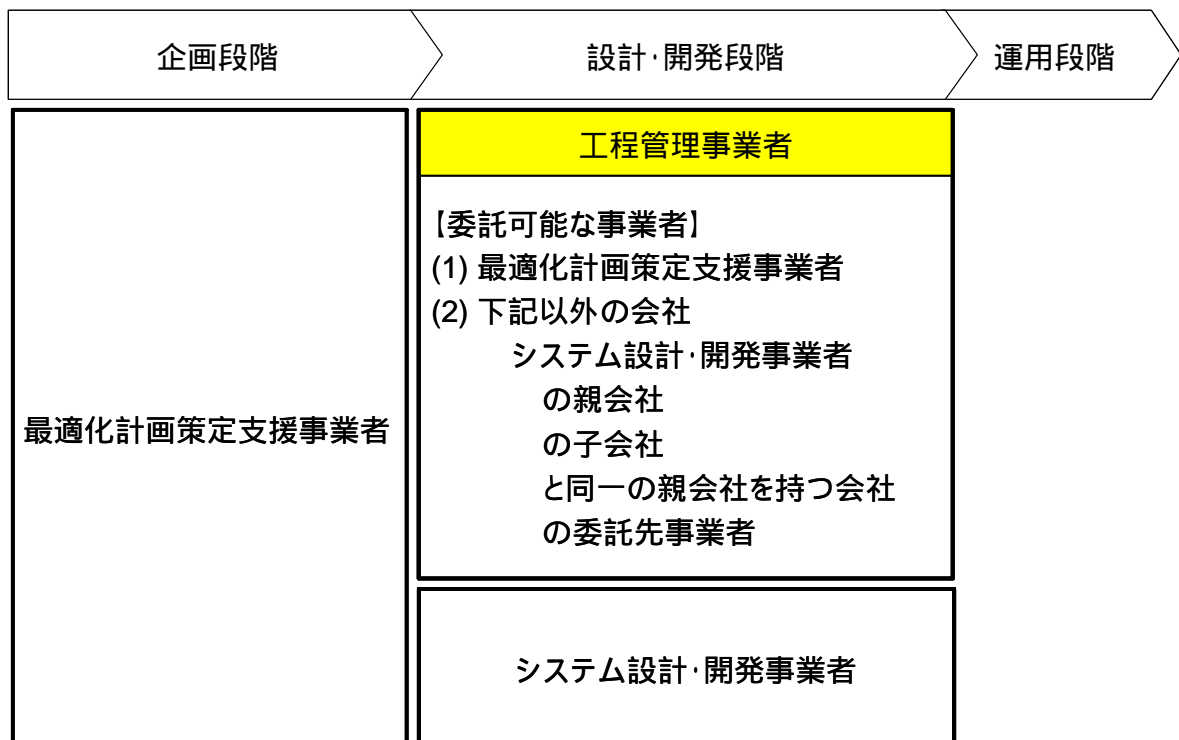 企画段階
設計・開発段階
運用段階
最適化計画策定支援事業者
工程管理事業者
【委託可能な事業者】
(1) 最適化計画策定支援事業者
(2) 下記以外の会社
システム設計・開発事業者
の親会社
の子会社
と同一の親会社を持つ会社
の委託先事業者
システム設計・開発事業者